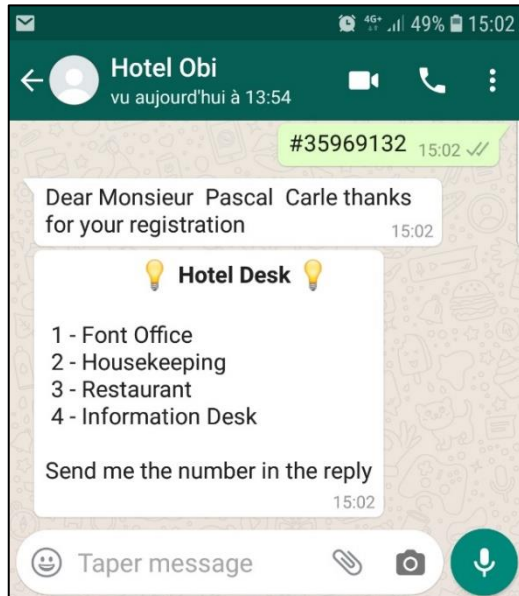 4G+ 49% 15:02
Hotel Obi
vu aujourd'hui à 13:54
#35969132 15:02
Dear Monsieur Pascal Carle thanks
for your registration
15:02
Hotel Desk
1 - Font Office
2 - Housekeeping
3 - Restaurant
4 - Information Desk
Send me the number in the reply
15:02
Taper message